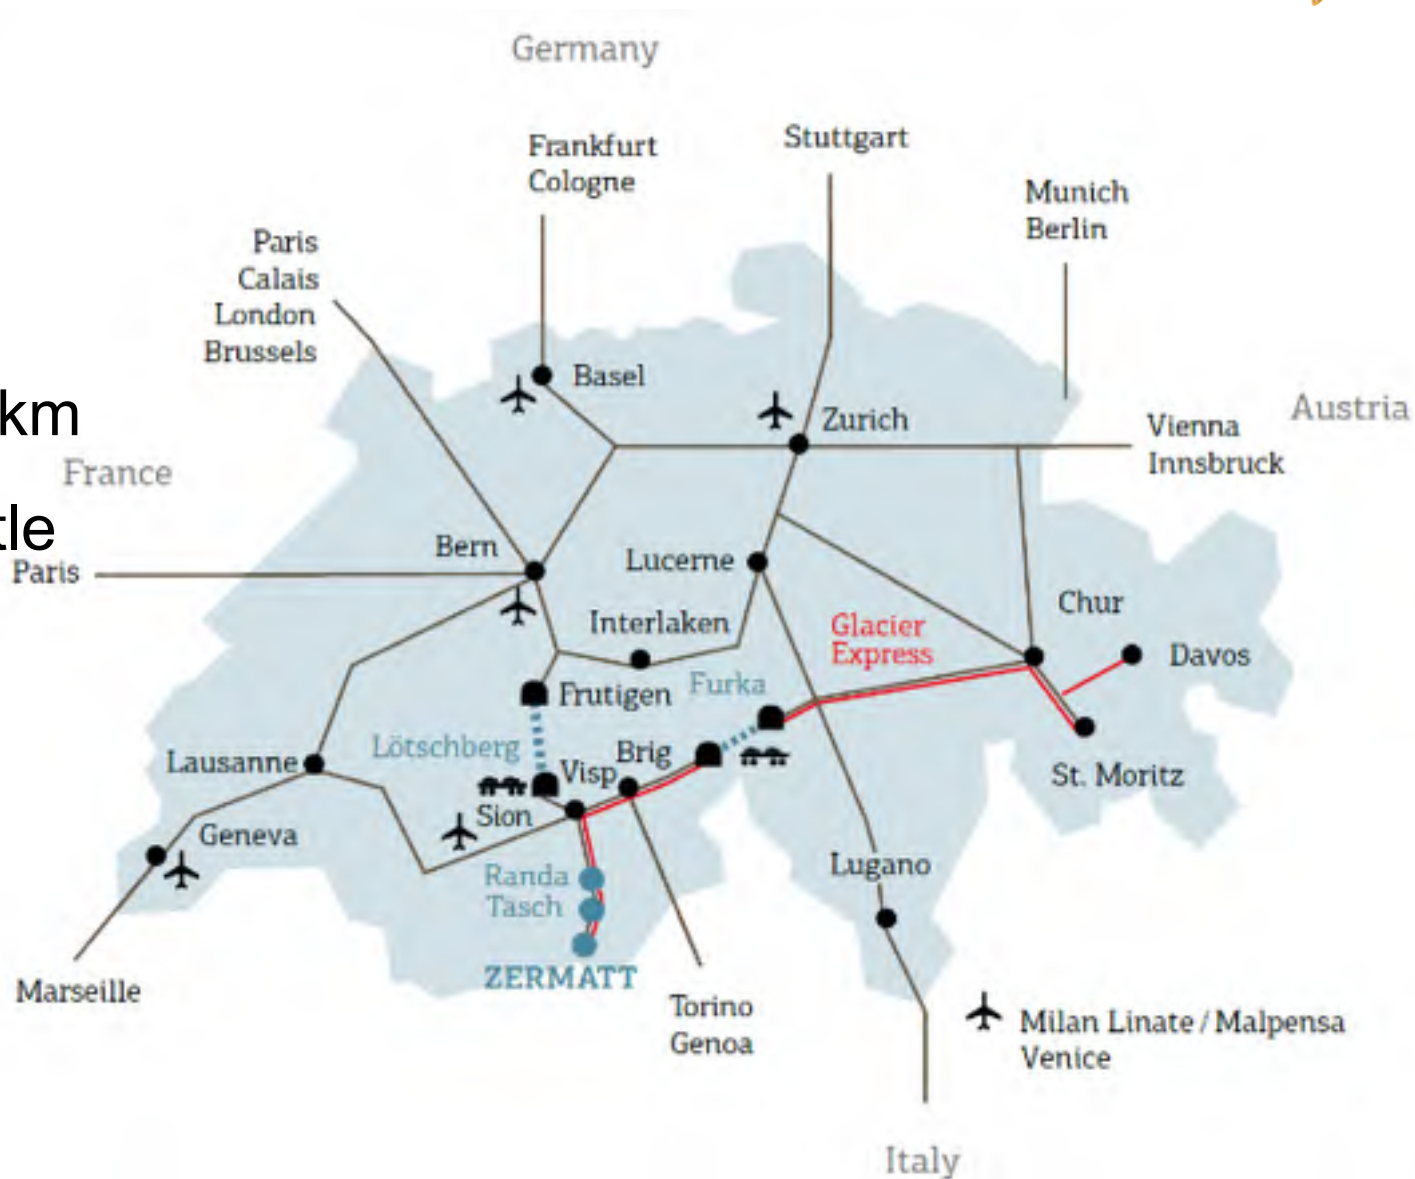 Germany
Frankfurt
Cologne
Stuttgart
Munich
Berlin
Paris
Calais
London
Brussels
Basel
Zurich
km
Austria
Vienna
Innsbruck
France
tle
Bern
Paris
Lucerne
Chur
Interlaken
Glacier
Express
Davos
Furka
Frutigen
Lötschberg
Brig
Lausanne
Visp
St. Moritz
Sion
Geneva
Lugano
Randa
Tasch
ZERMATT
Marseille
Torino
Genoa
Milan Linate / Malpensa
Venice
Italy